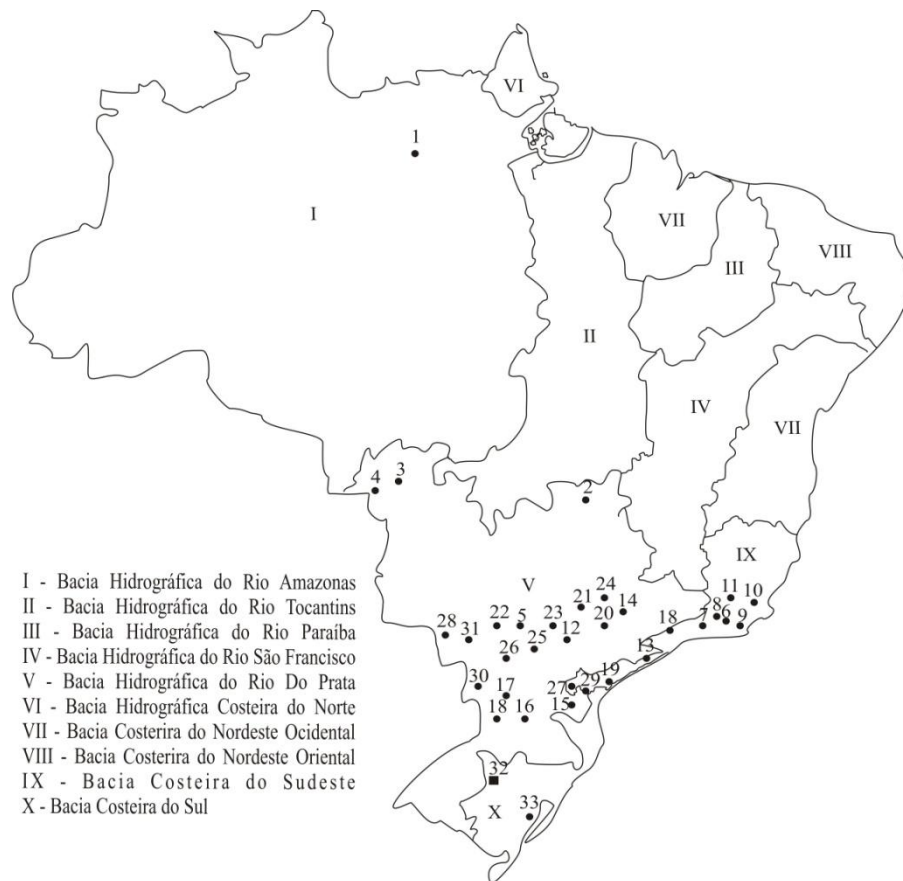 VI
1
I
VII
III
VIII
II
IV
VII
4 3
2
IX
V
11 10
24
21 14
8
22 5 23 20 18 7 6 9
28 31 12
25
26 13
30 17 27 29 19
15
18 16
32
33
X
I - Bacia Hidrográfica do Rio Amazonas
II - Bacia Hidrográfica do Rio Tocantins
III - Bacia Hidrográfica do Rio Paraíba
IV - Bacia Hidrográfica do Rio São Francisco
V - Bacia Hidrográfica do Rio Do Prata
VI - Bacia Hidrográfica Costeira do Norte
VII - Bacia Costerira do Nordeste Ocidental
VIII - Bacia Costerira do Nordeste Oriental
IX - Bacia Costeira do Sudeste
X - Bacia Costeira do Sul